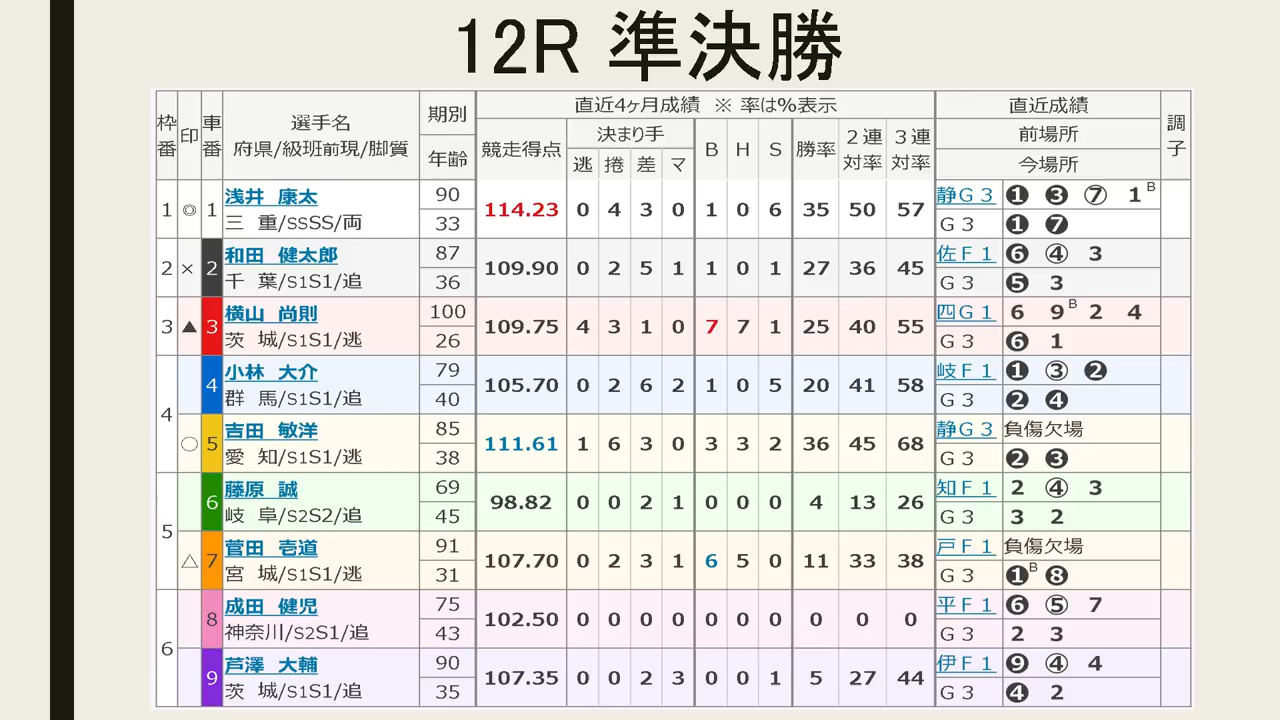 12R 準決勝
枠番 印 車番 選手名 府県/級班前現/脚質 期別 年齢 直近4ヶ月成績 ※ 率は%表示 直近成績 調子
競走得点 決まり手 B H S 勝率 2連対率 3連対率 前場所
逃 捲 差 マ 今場所
1 ◎ 1 浅井 康太 90 114.23 0 4 3 0 1 0 6 35 50 57 静G3 ❶ ❸ ⑦ 1B
三 重/SSSS/両 33 G3 ❶ ❼
2 × 2 和田 健太郎 87 109.90 0 2 5 1 1 0 1 27 36 45 佐F1 ❻ ④ 3
千 葉/S1S1/追 36 G3 ❺ 3
3 ▲ 3 横山 尚則 100 109.75 4 3 1 0 7 7 1 25 40 55 四G1 6 9B 2 4
茨 城/S1S1/逃 26 G3 ❻ 1
4 4 小林 大介 79 105.70 0 2 6 2 1 0 5 20 41 58 岐F1 ❶ ③ ❷
群 馬/S1S1/追 40 G3 ❷ ❹
○ 5 吉田 敏洋 85 111.61 1 6 3 0 3 3 2 36 45 68 静G3 負傷欠場
愛 知/S1S1/逃 38 G3 ❷ ❸
5 6 藤原 誠 69 98.82 0 0 2 1 0 0 0 4 13 26 知F1 2 ④ 3
岐 阜/S2S2/追 45 G3 3 2
△ 7 菅田 壱道 91 107.70 0 2 3 1 6 5 0 11 33 38 戸F1 負傷欠場
宮 城/S1S1/逃 31 G3 ❶B ❽
6 8 成田 健児 75 102.50 0 0 0 0 0 0 0 0 0 0 平F1 ❻ ⑤ 7
神奈川/S2S1/追 43 G3 2 3
9 芦澤 大輔 90 107.35 0 0 2 3 0 0 1 5 27 44 伊F1 ❾ ④ 4
茨 城/S1S1/追 35 G3 ❹ 2